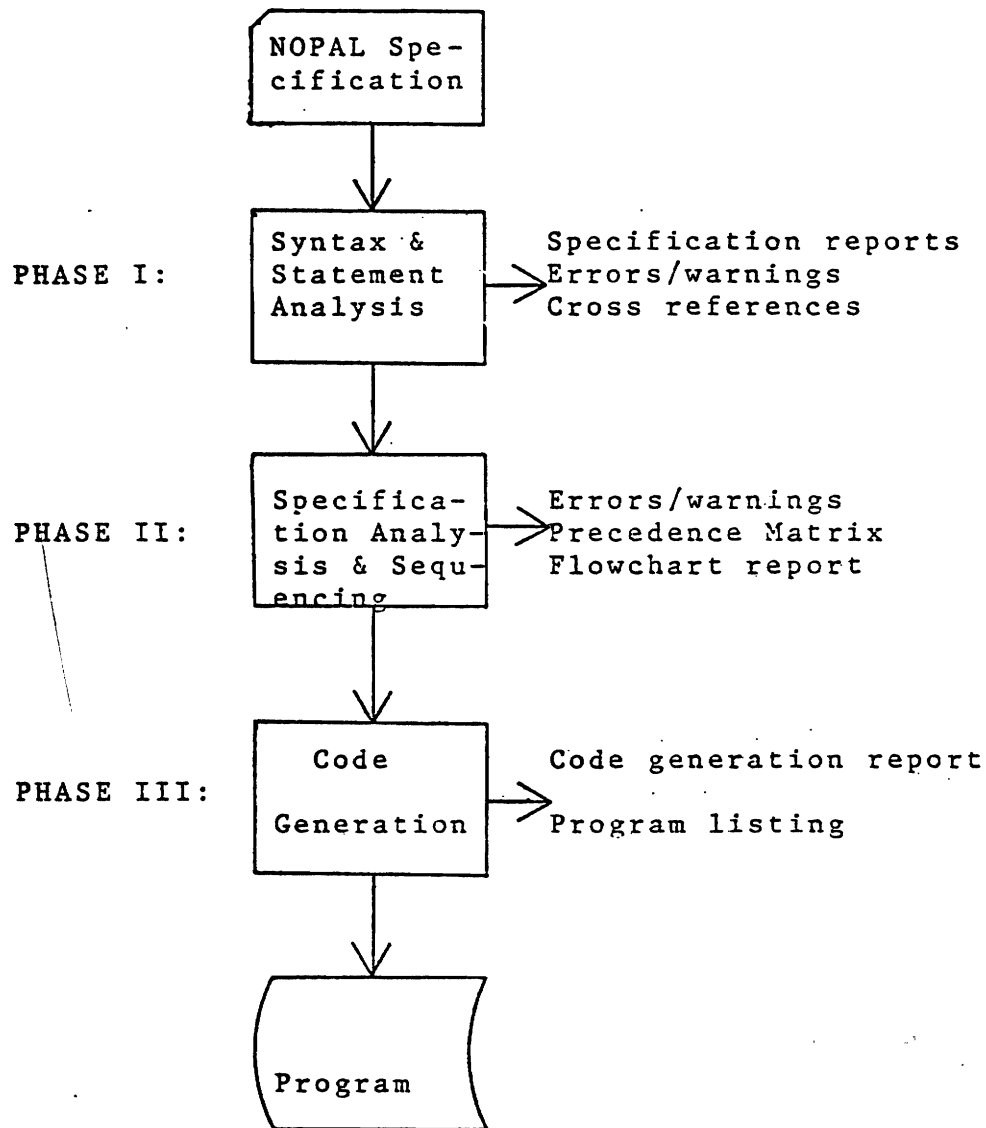 NOPAL Spe-
cification
PHASE I:
Syntax &
Statement
Analysis
Specification reports
Errors/warnings
Cross references
PHASE II:
Specifica-
tion Analy-
sis & Sequ-
encing
Errors/warnings
Precedence Matrix
Flowchart report
PHASE III:
Code
Generation
Code generation report
Program listing
Program